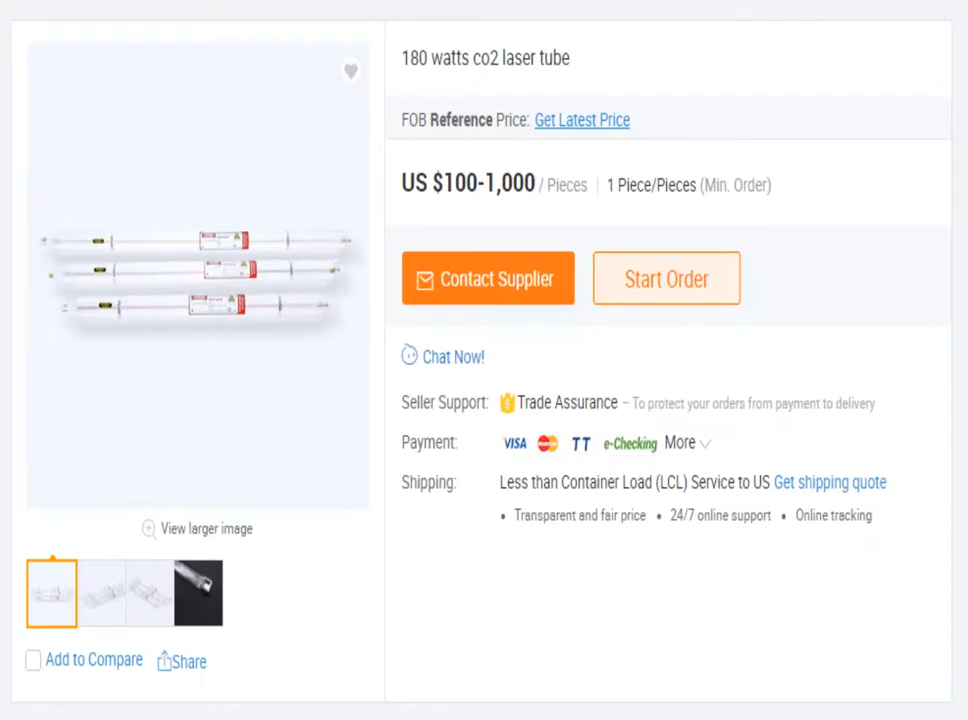 180 watts co2 laser tube
FOB Reference Price: Get Latest Price
US $100-1,000 / Pieces | 1 Piece/Pieces (Min. Order)
Contact Supplier
Start Order
Chat Now!
Seller Support: Trade Assurance – To protect your orders from payment to delivery
Payment: VISA TT e-Checking More
Shipping: Less than Container Load (LCL) Service to US Get shipping quote
• Transparent and fair price • 24/7 online support • Online tracking
View larger image
Add to Compare Share